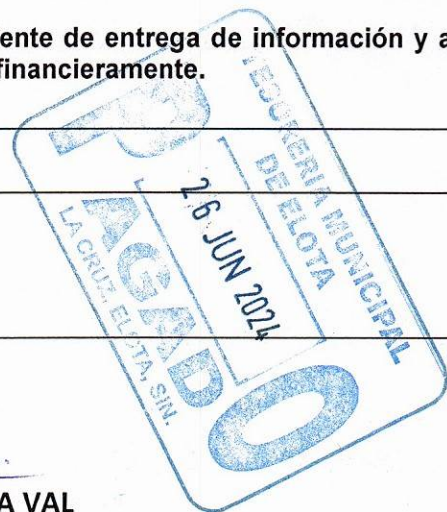 ente de entrega de información y a
financieramente.
TESORERIA MUNICIPAL
DE ELOTA
26 JUN 2024
PAGADO
LA CRUZ, ELOTA, SIN.
A VAL